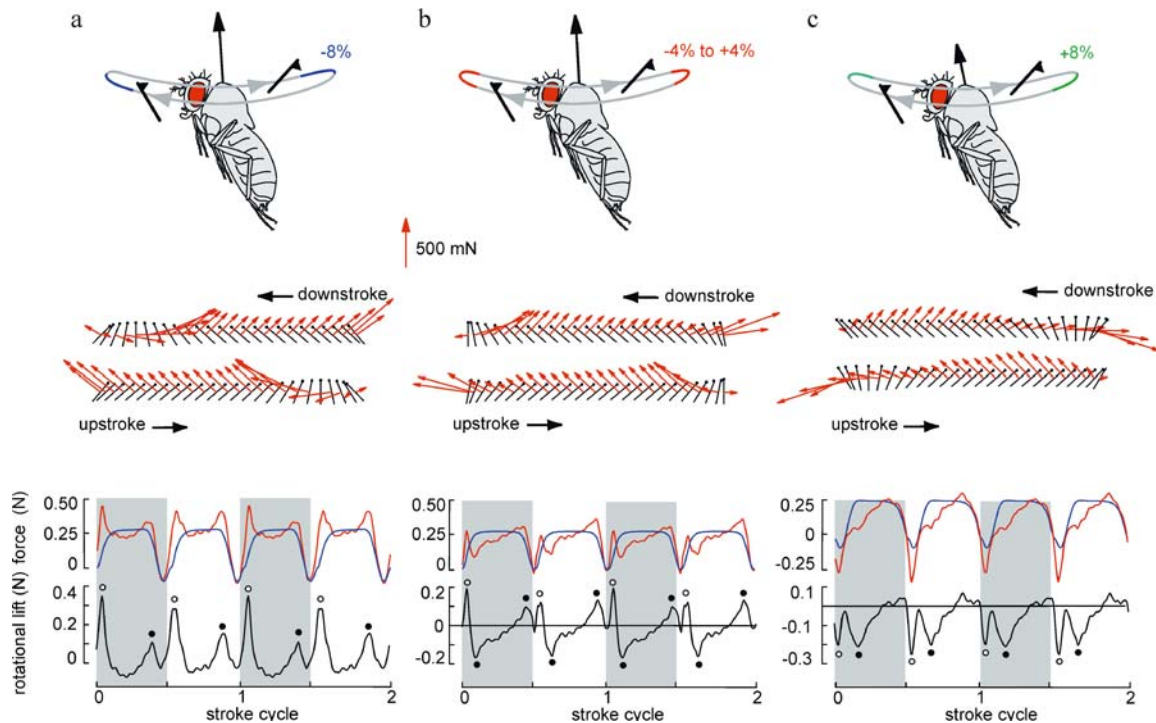 a b c
-8% -4% to +4% +8%
500 mN
downstroke downstroke downstroke
upstroke upstroke upstroke
rotational lift (N) force (N)
0.50 0.50
0.25 0.25 0.25
0 0 0
-0.25
0.4 0.2
0.2 0 -0.1
0 -0.2 -0.3
0 1 2 0 1 2 0 1 2
stroke cycle stroke cycle stroke cycle